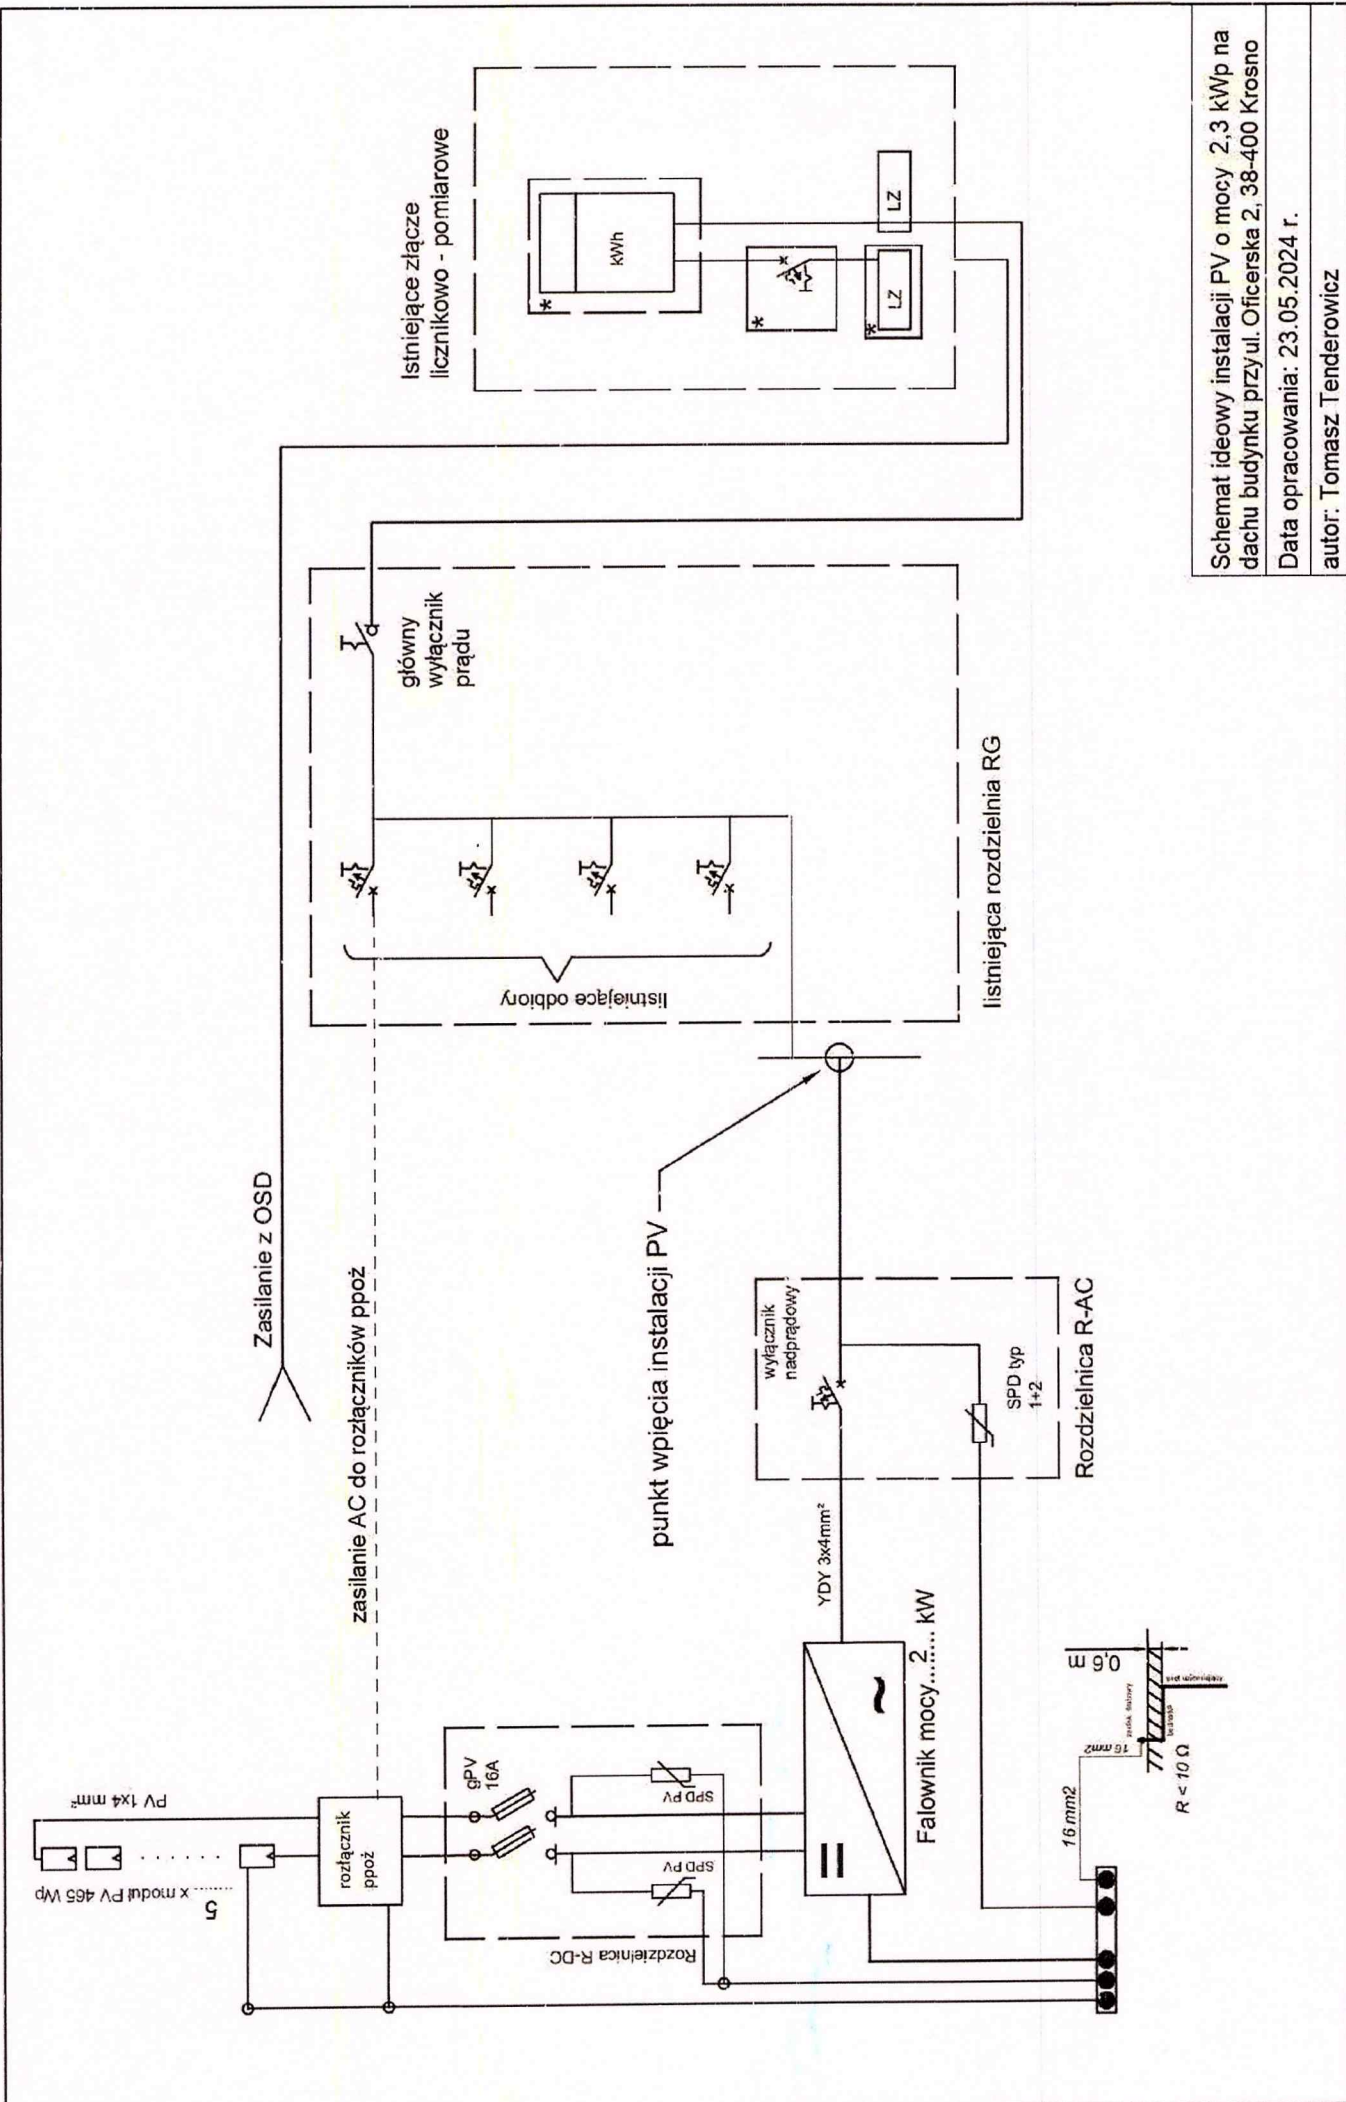 5 x moduł PV 465 Wp
PV 1x4 mm²
rozłącznik
ppoż
zasilanie AC do rozłączników ppoż
Zasilanie z OSD
gPV
16A
SPD PV
SPD PV
Rozdzielnica R-DC
Falownik mocy......2...... kW
YDY 3x4mm²
wyłącznik
nadprądowy
SPD typ
1+2
Rozdzielnica R-AC
punkt wpięcia instalacji PV
Iistniejące odbiory
główny
wyłącznik
prądu
Iistniejąca rozdzielnia RG
Istniejące złącze
licznikowo - pomiarowe
kWh
*
*
*
LZ
LZ
16 mm2
16 mm2
0,6 m
R < 10 Ω
Schemat ideowy instalacji PV o mocy 2,3 kWp na
dachu budynku przy ul. Oficerska 2, 38-400 Krosno
Data opracowania: 23.05.2024 r.
autor: Tomasz Tenderowicz